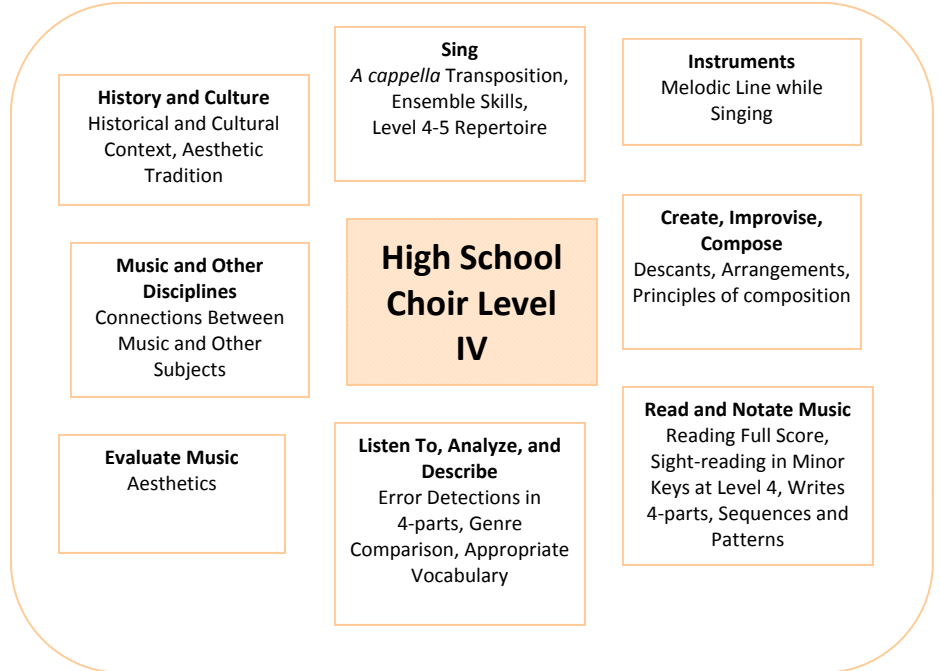 Sing
A cappella Transposition,
Ensemble Skills,
Level 4-5 Repertoire
Instruments
Melodic Line while
Singing
History and Culture
Historical and Cultural
Context, Aesthetic
Tradition
Create, Improvise,
Compose
Descants, Arrangements,
Principles of composition
High School
Choir Level
IV
Music and Other
Disciplines
Connections Between
Music and Other
Subjects
Read and Notate Music
Reading Full Score,
Sight-reading in Minor
Keys at Level 4, Writes
4-parts, Sequences and
Patterns
Listen To, Analyze, and
Describe
Error Detections in
4-parts, Genre
Comparison, Appropriate
Vocabulary
Evaluate Music
Aesthetics